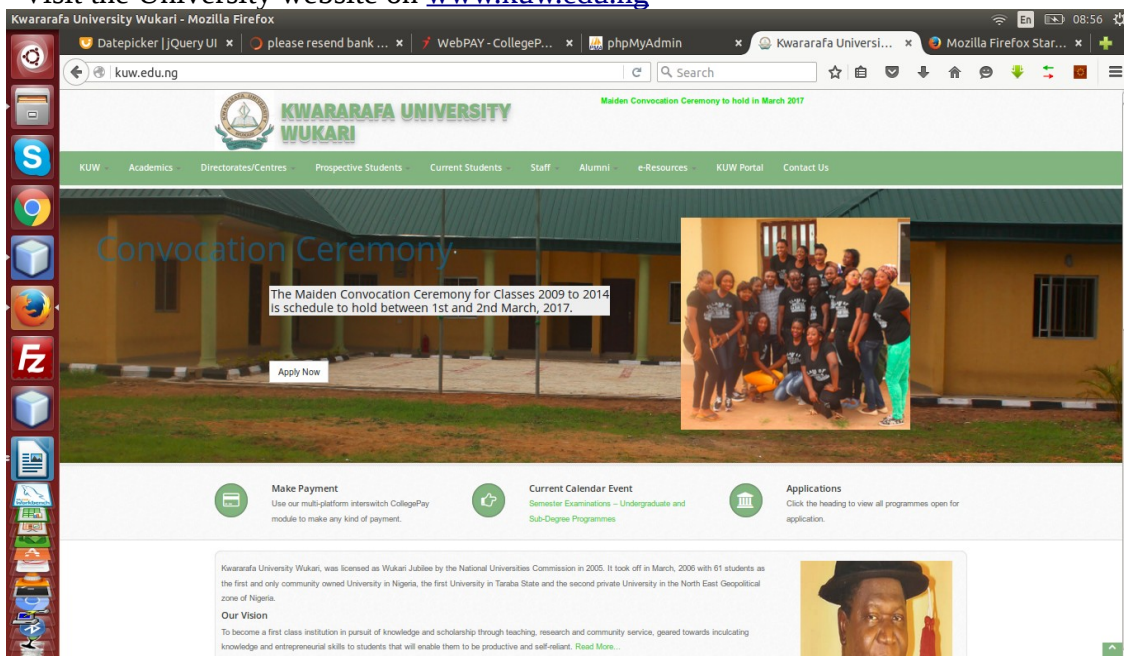 Visit the University website on www.kuw.edu.ng
Kwararafa University Wukari - Mozilla Firefox
En
08:56
Datepicker | jQuery UI
please resend bank ...
WebPAY - CollegeP...
phpMyAdmin
Kwararafa Universi...
Mozilla Firefox Star...
kuw.edu.ng
Search
KWARARAFA UNIVERSITY
WUKARI
Maiden Convocation Ceremony to hold in March 2017
KUW
Academics
Directorates/Centres
Prospective Students
Current Students
Staff
Alumni
e-Resources
KUW Portal
Contact Us
Convocation Ceremony.
The Maiden Convocation Ceremony for Classes 2009 to 2014
Is schedule to hold between 1st and 2nd March, 2017.
Apply Now
Make Payment
Use our multi-platform interswitch CollegePay
module to make any kind of payment.
Current Calendar Event
Semester Examinations – Undergraduate and
Sub-Degree Programmes
Applications
Click the heading to view all programmes open for
application.
Kwararafa University Wukari, was licensed as Wukari Jubilee by the National Universities Commission in 2005. It took off in March, 2006 with 61 students as
the first and only community owned University in Nigeria, the first University in Taraba State and the second private University in the North East Geopolitical
zone of Nigeria.
Our Vision
To become a first class institution in pursuit of knowledge and scholarship through teaching, research and community service, geared towards inculcating
knowledge and entrepreneurial skills to students that will enable them to be productive and self-reliant. Read More...